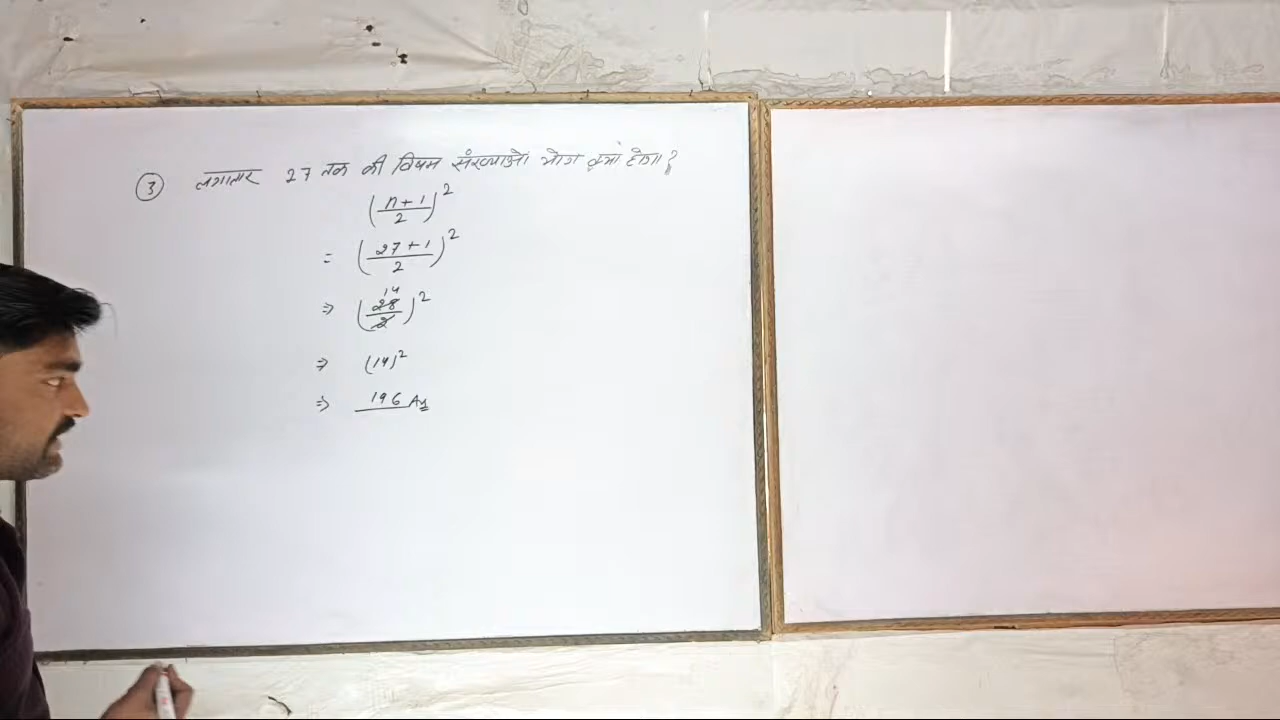 ③ लगातार 27 तक की विषम संख्याओं योग क्या होगा?
(n+1/2)²
= (27+1/2)²
⇒ (28/2)² 14
⇒ (14)²
⇒ 196 Ans